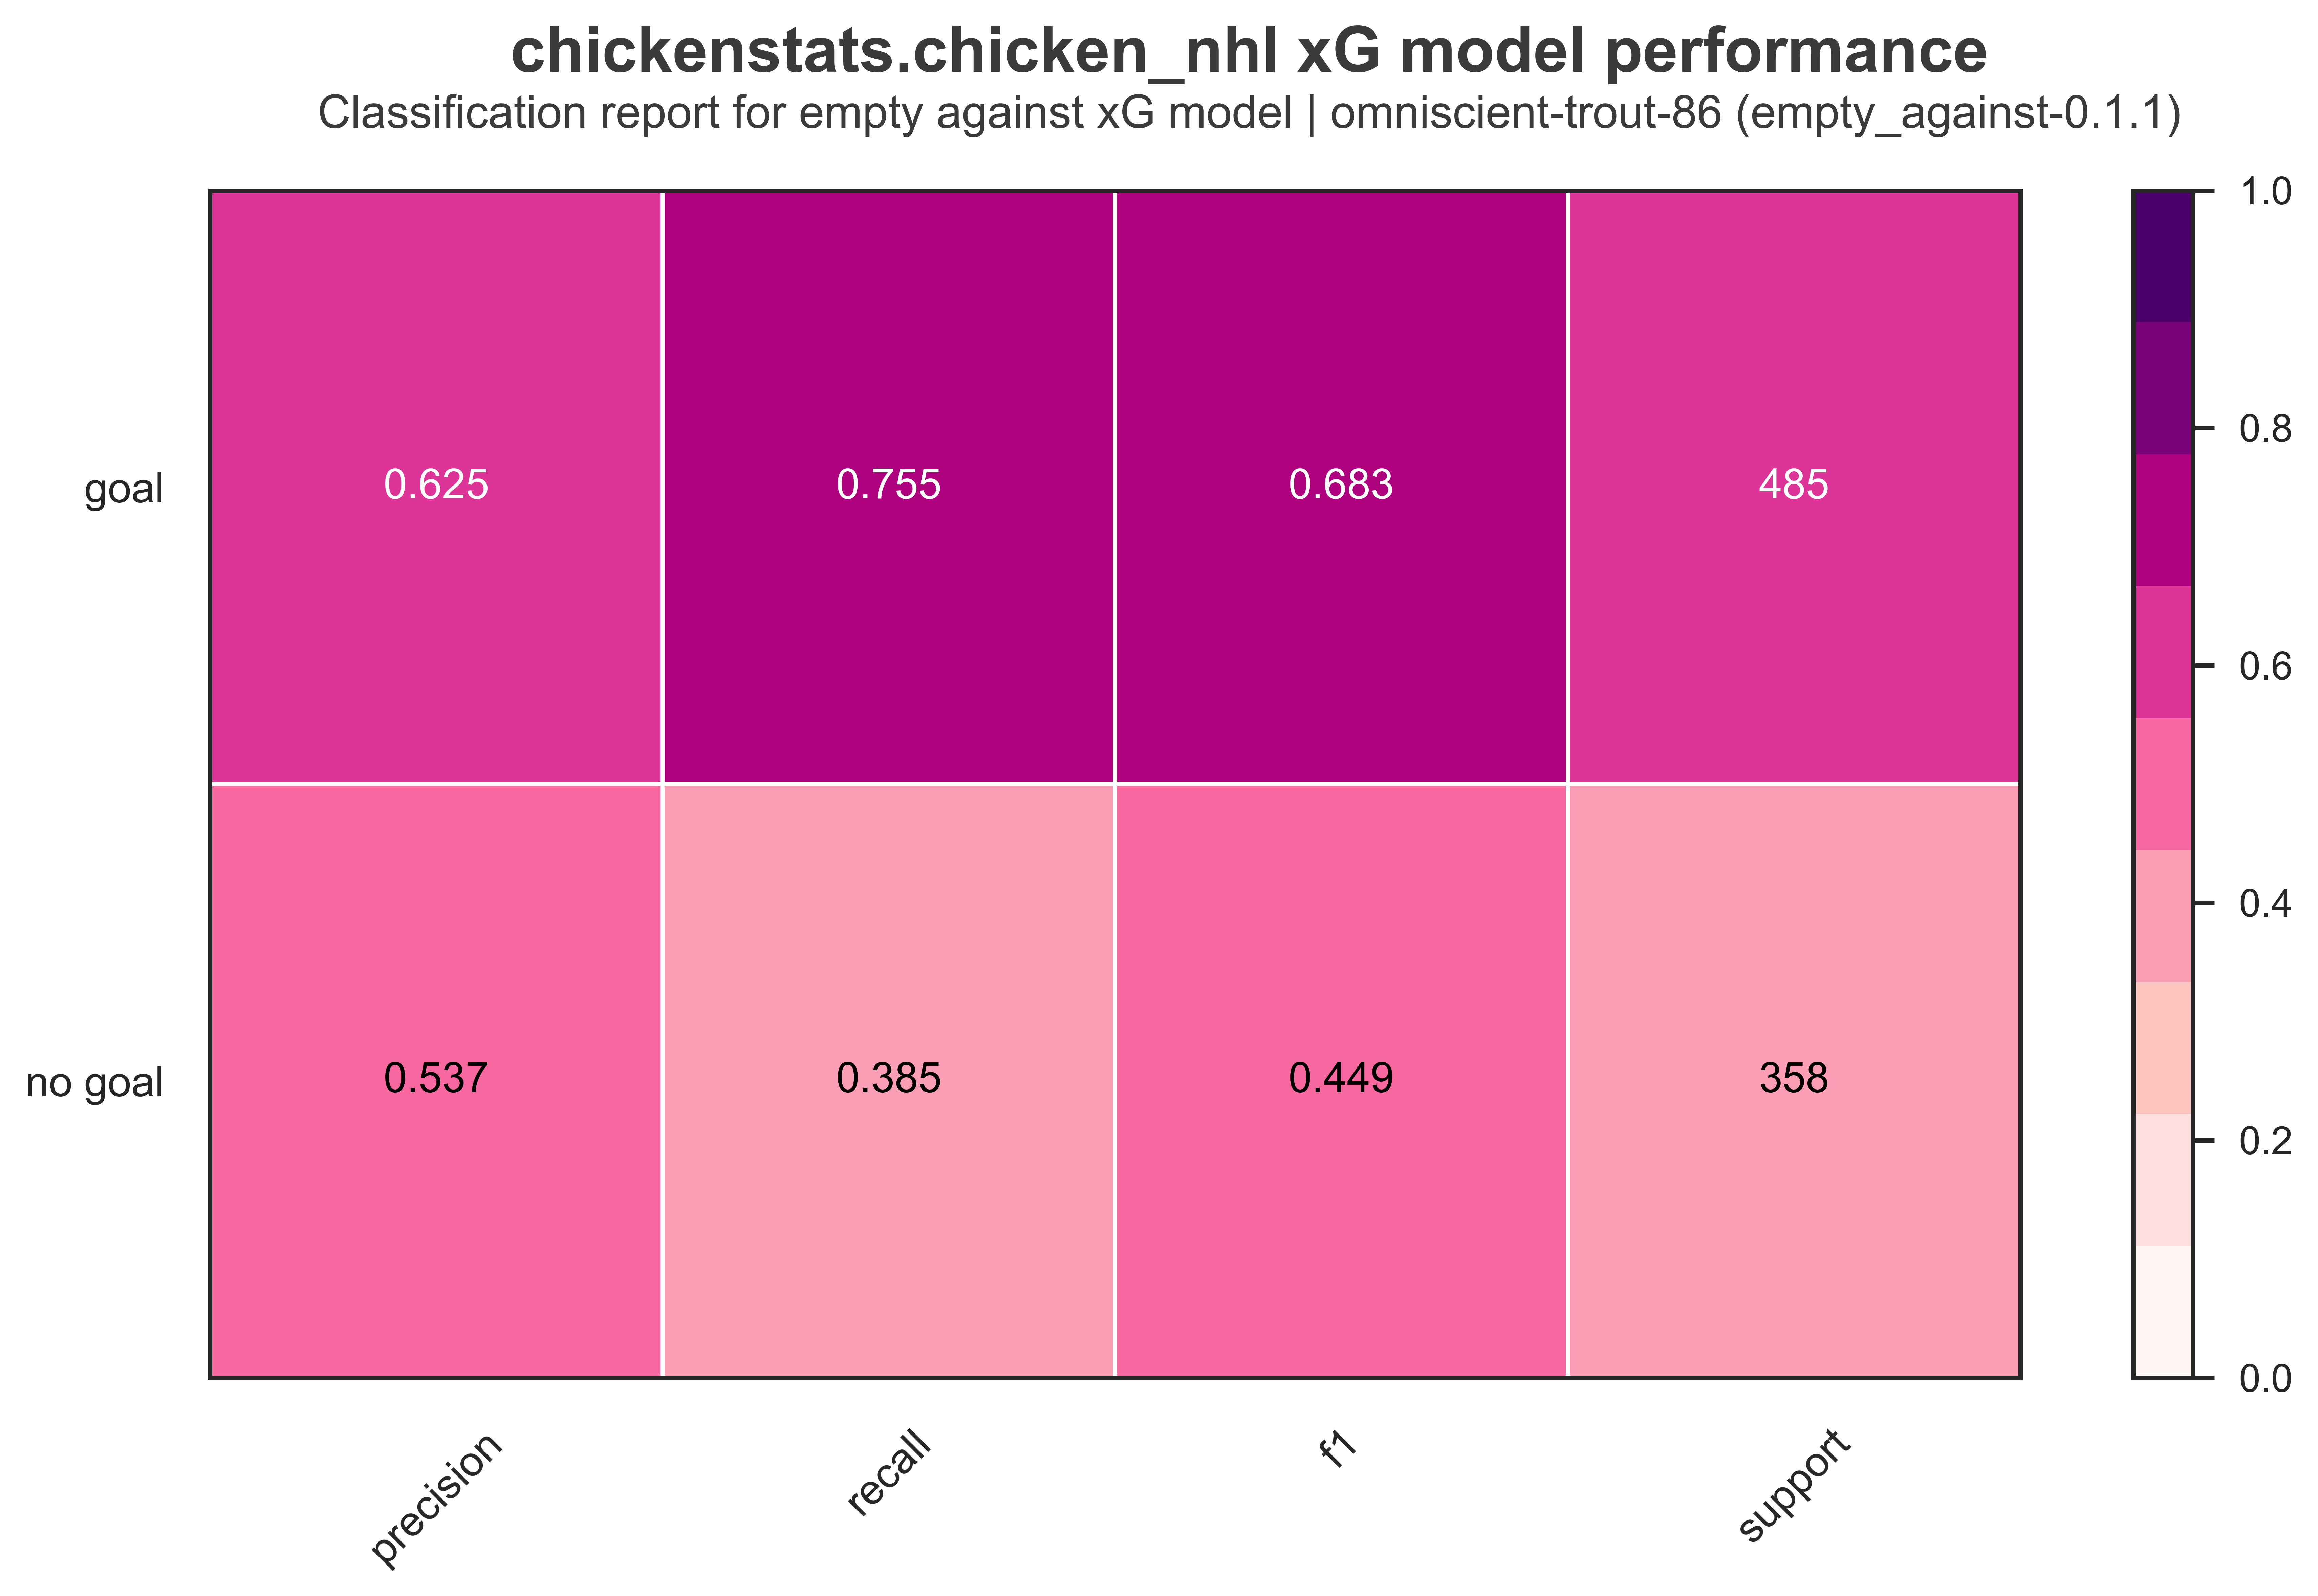 chickenstats.chicken_nhl xG model performance
Classification report for empty against xG model | omniscient-trout-86 (empty_against-0.1.1)
1.0
0.8
goal 0.625 0.755 0.683 485
0.6
0.4
no goal 0.537 0.385 0.449 358
0.2
0.0
precision recall f1 support